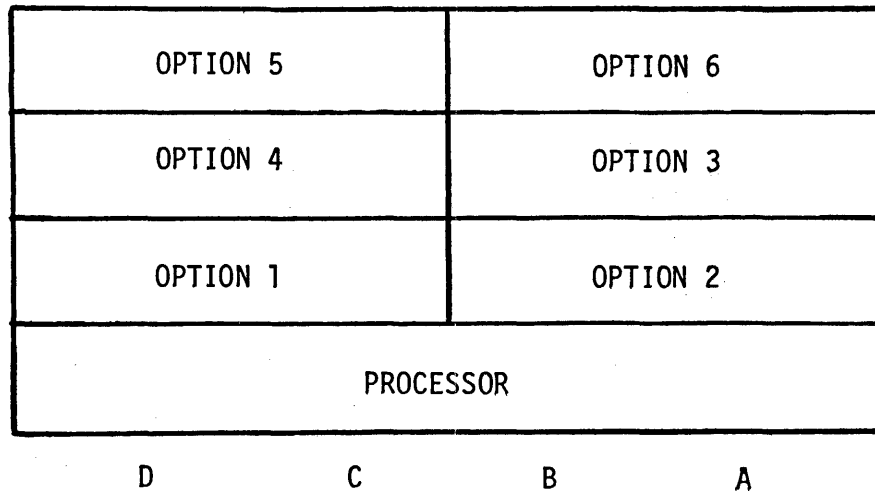 OPTION 5 OPTION 6
OPTION 4 OPTION 3
OPTION 1 OPTION 2
PROCESSOR
D C B A